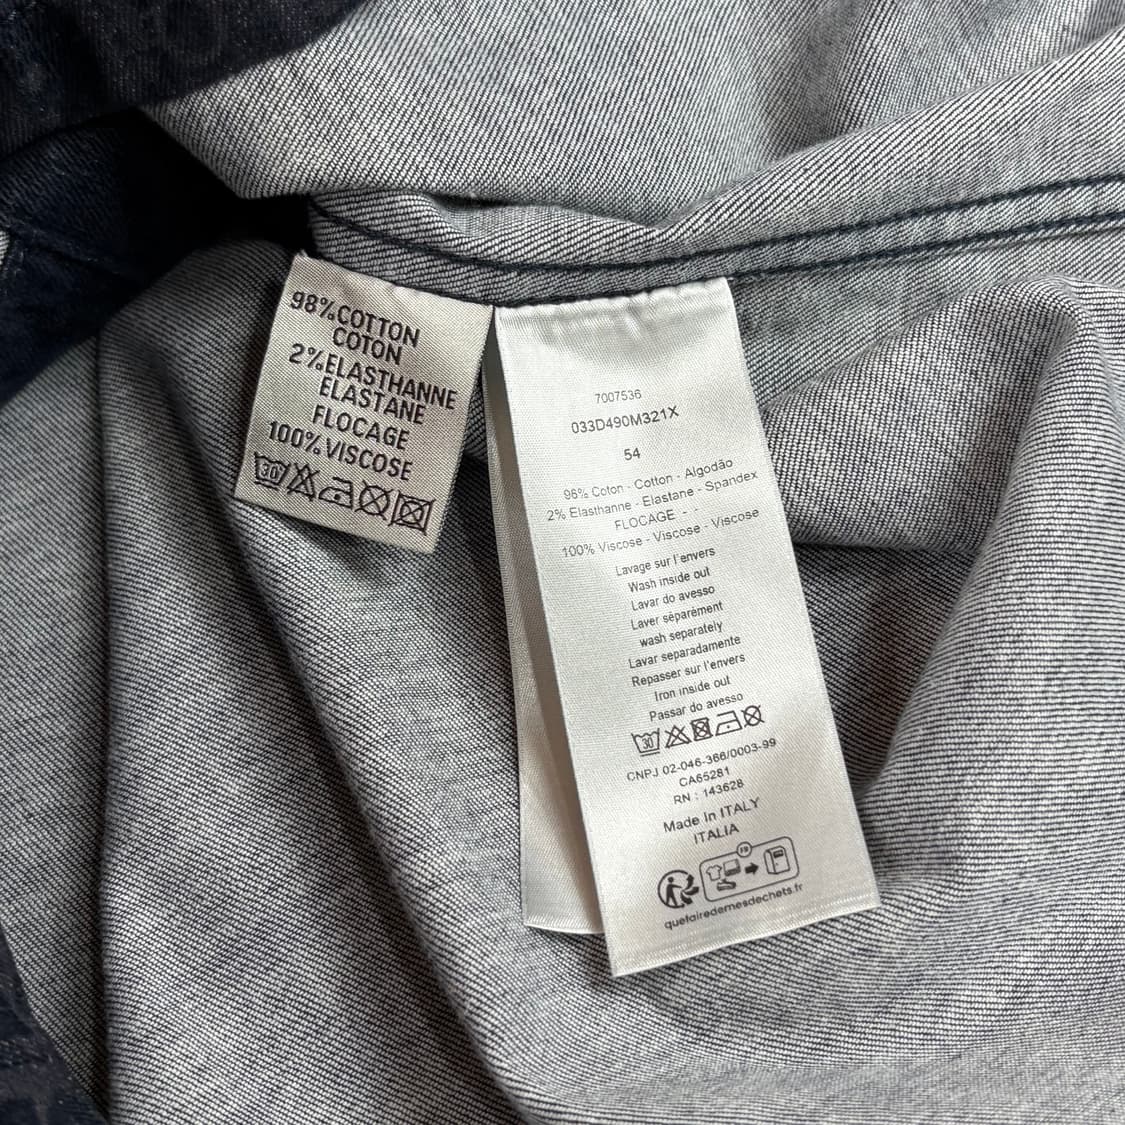 98% COTTON
COTON
2% ELASTHANNE
ELASTANE
FLOCAGE
100% VISCOSE
30
7007536
033D490M321X
54
96% Coton - Cotton - Algodão
2% Elasthanne - Elastane - Spandex
FLOCAGE - -
100% Viscose - Viscose - Viscose
Lavage sur l'envers
Wash inside out
Lavar do avesso
Laver séparément
wash separately
Lavar separadamente
Repasser sur l'envers
Iron inside out
Passar do avesso
30
CNPJ 02-046-366/0003-99
CA65281
RN : 143628
Made In ITALY
ITALIA
FR
quefairedemesdechets.fr